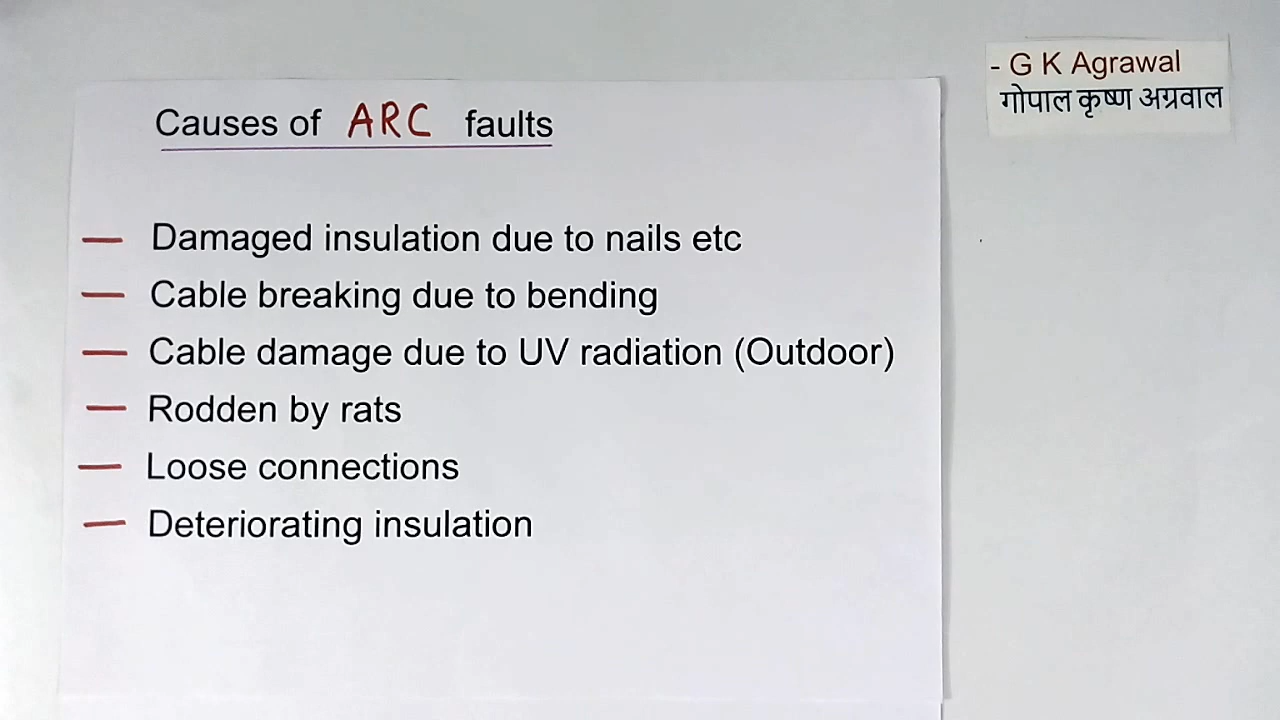 - G K Agrawal
गोपाल कृष्ण अग्रवाल
Causes of ARC faults
— Damaged insulation due to nails etc
— Cable breaking due to bending
— Cable damage due to UV radiation (Outdoor)
— Rodden by rats
— Loose connections
— Deteriorating insulation